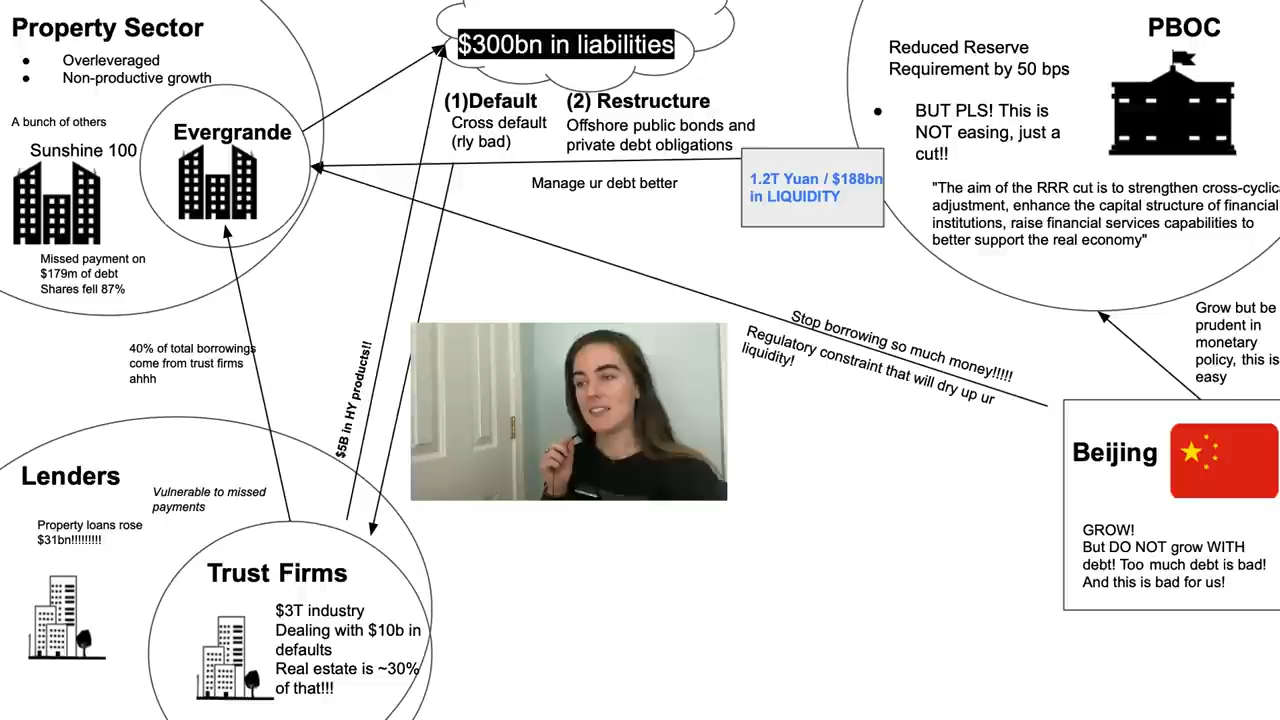 Property Sector
● Overleveraged
● Non-productive growth
A bunch of others
Sunshine 100
Evergrande
Missed payment on
$179m of debt
Shares fell 87%
$300bn in liabilities
(1)Default
Cross default
(rly bad)
(2) Restructure
Offshore public bonds and
private debt obligations
Manage ur debt better
1.2T Yuan / $188bn
in LIQUIDITY
PBOC
Reduced Reserve
Requirement by 50 bps
● BUT PLS! This is
NOT easing, just a
cut!!
"The aim of the RRR cut is to strengthen cross-cyclic
adjustment, enhance the capital structure of financial
institutions, raise financial services capabilities to
better support the real economy"
Grow but be
prudent in
monetary
policy, this is
easy
Stop borrowing so much money!!!!!
Regulatory constraint that will dry up ur
liquidity!
40% of total borrowings
come from trust firms
ahhh
$5B in HY products!!
Beijing
GROW!
But DO NOT grow WITH
debt! Too much debt is bad!
And this is bad for us!
Lenders
Vulnerable to missed
payments
Property loans rose
$31bn!!!!!!!!!
Trust Firms
$3T industry
Dealing with $10b in
defaults
Real estate is ~30%
of that!!!